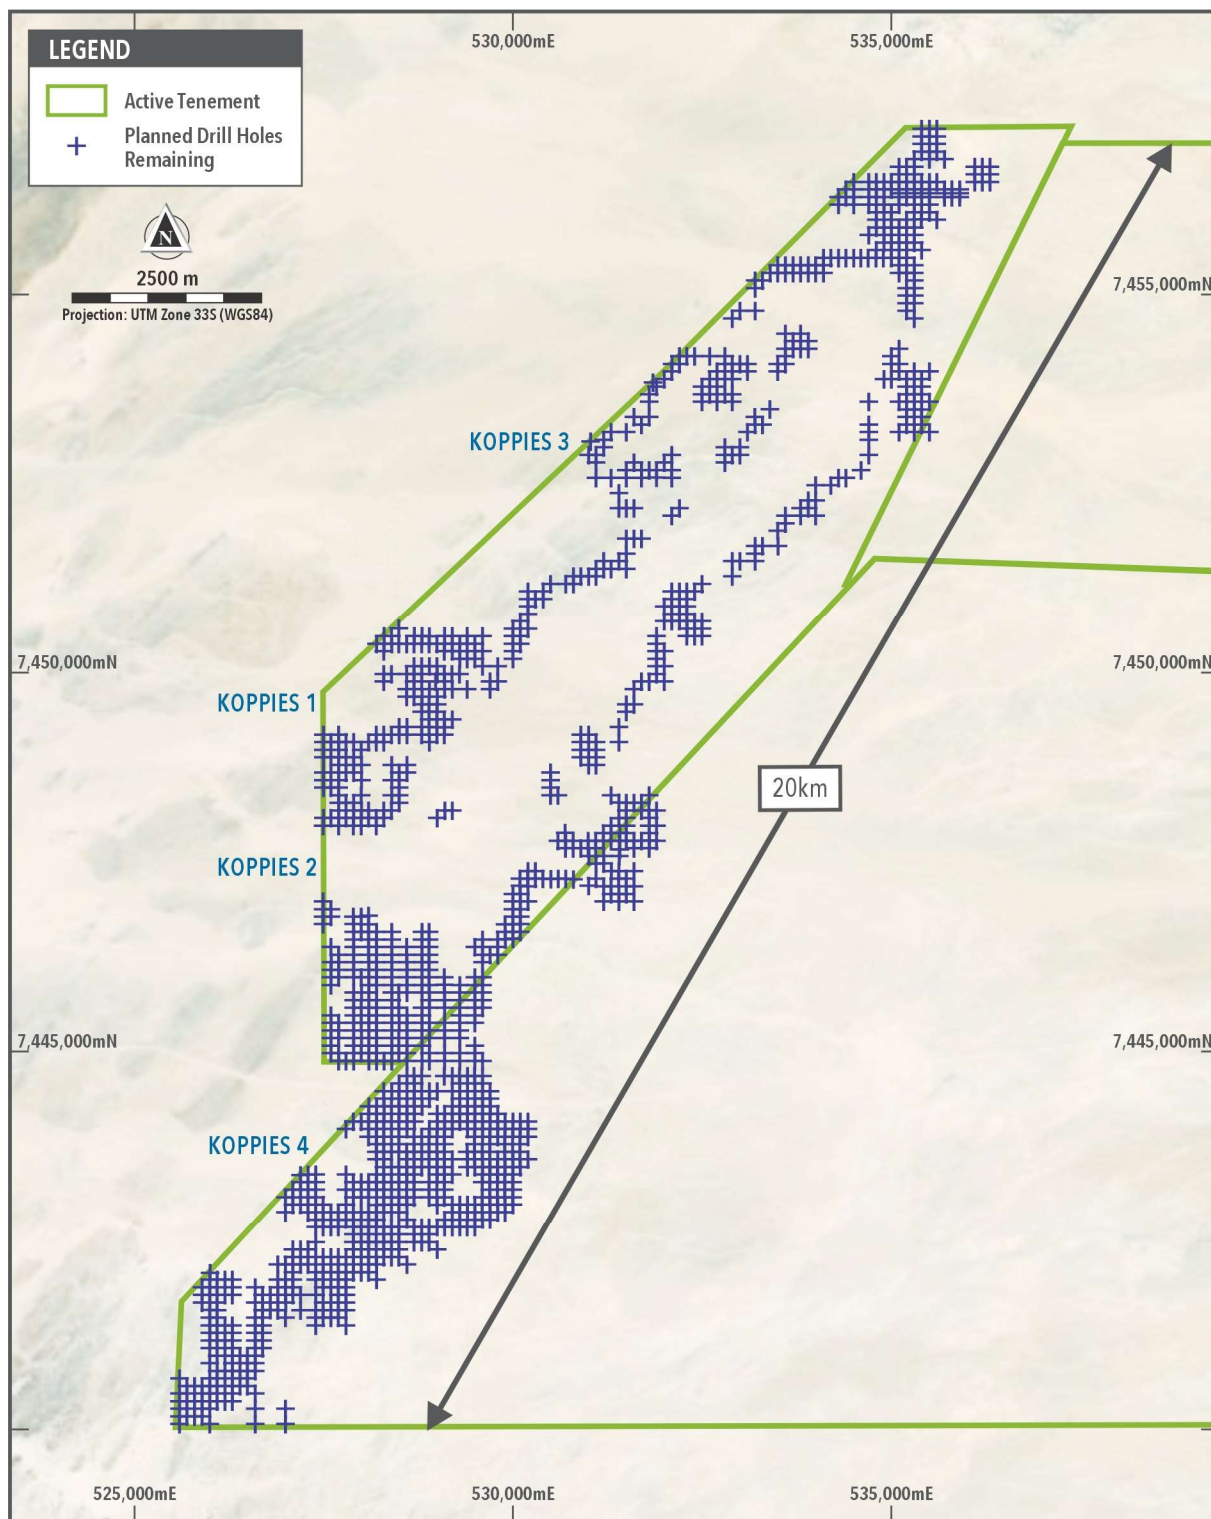 LEGEND
Active Tenement
Planned Drill Holes
Remaining
530,000mE
535,000mE
N
2500 m
Projection: UTM Zone 33S (WGS84)
7,455,000mN
KOPPIES 3
7,450,000mN
7,450,000mN
KOPPIES 1
20km
KOPPIES 2
7,445,000mN
7,445,000mN
KOPPIES 4
525,000mE
530,000mE
535,000mE